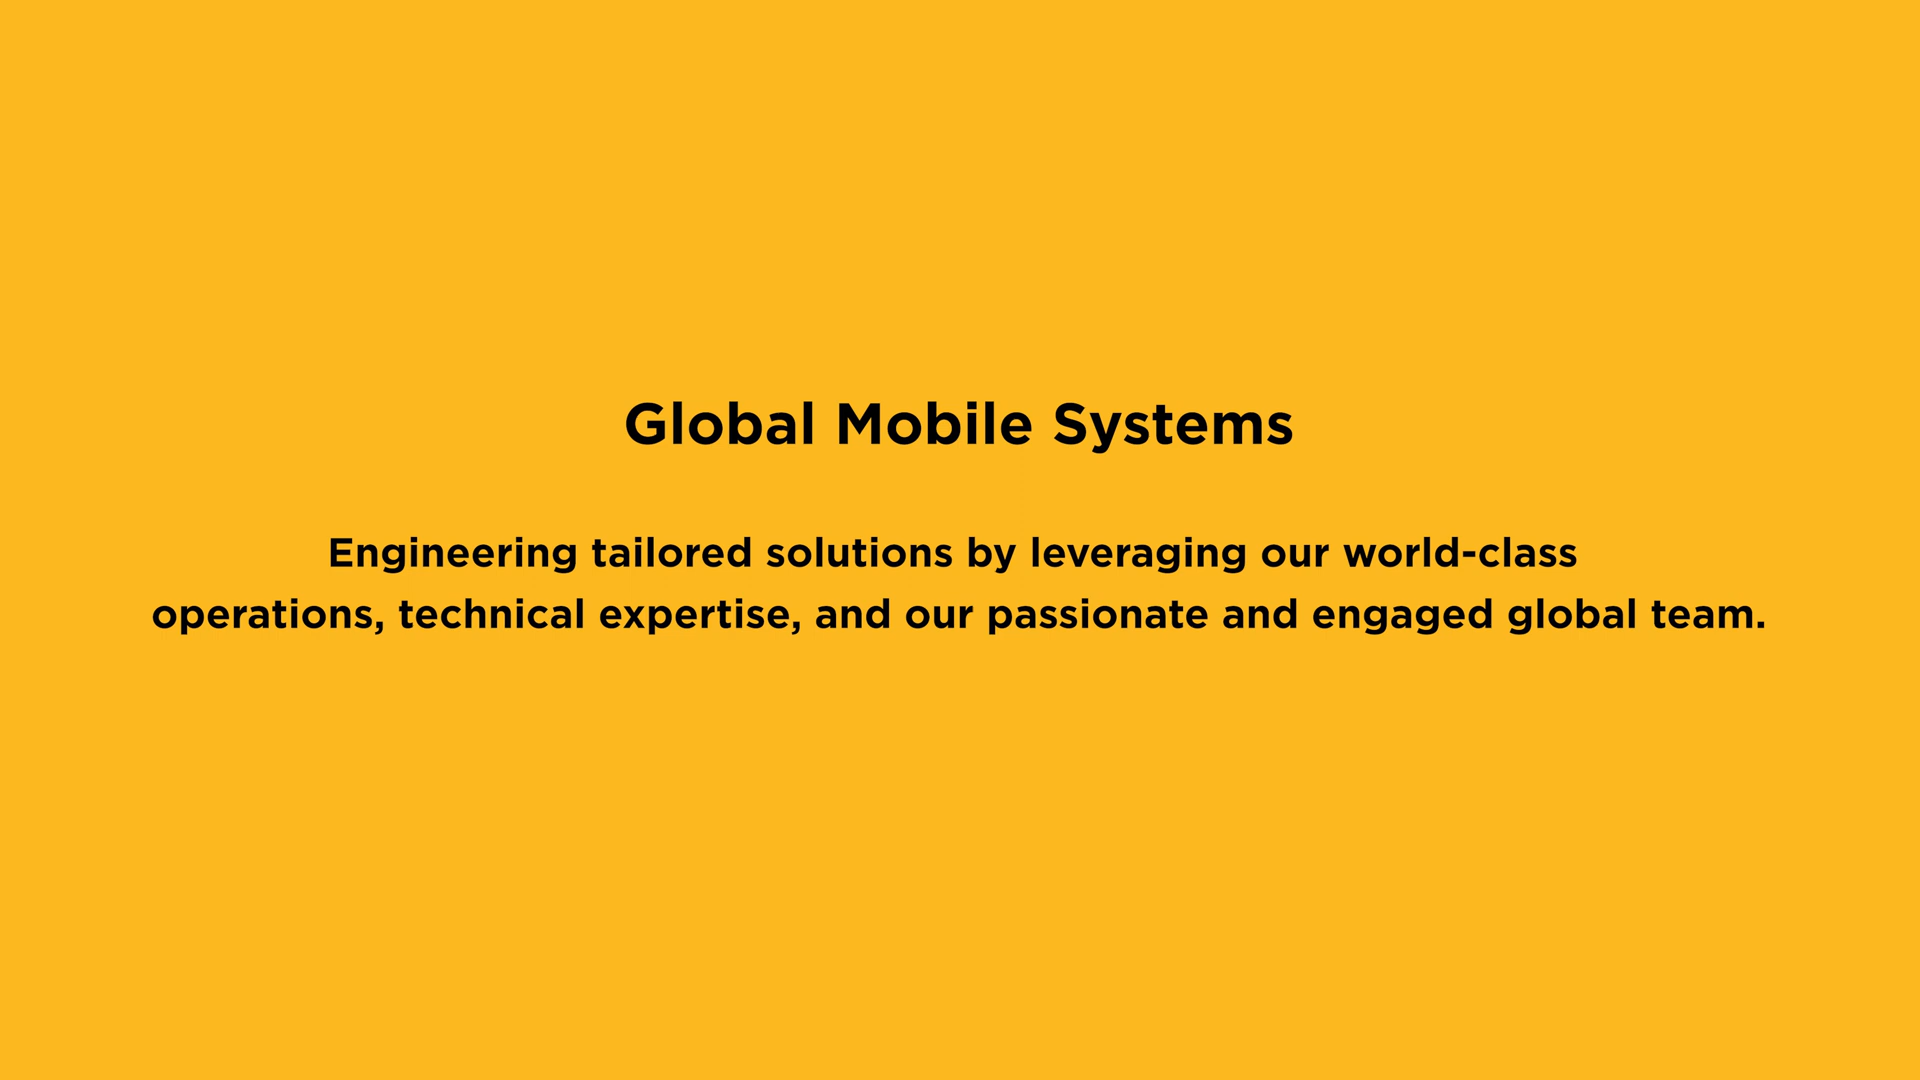 Global Mobile Systems
Engineering tailored solutions by leveraging our world-class
operations, technical expertise, and our passionate and engaged global team.